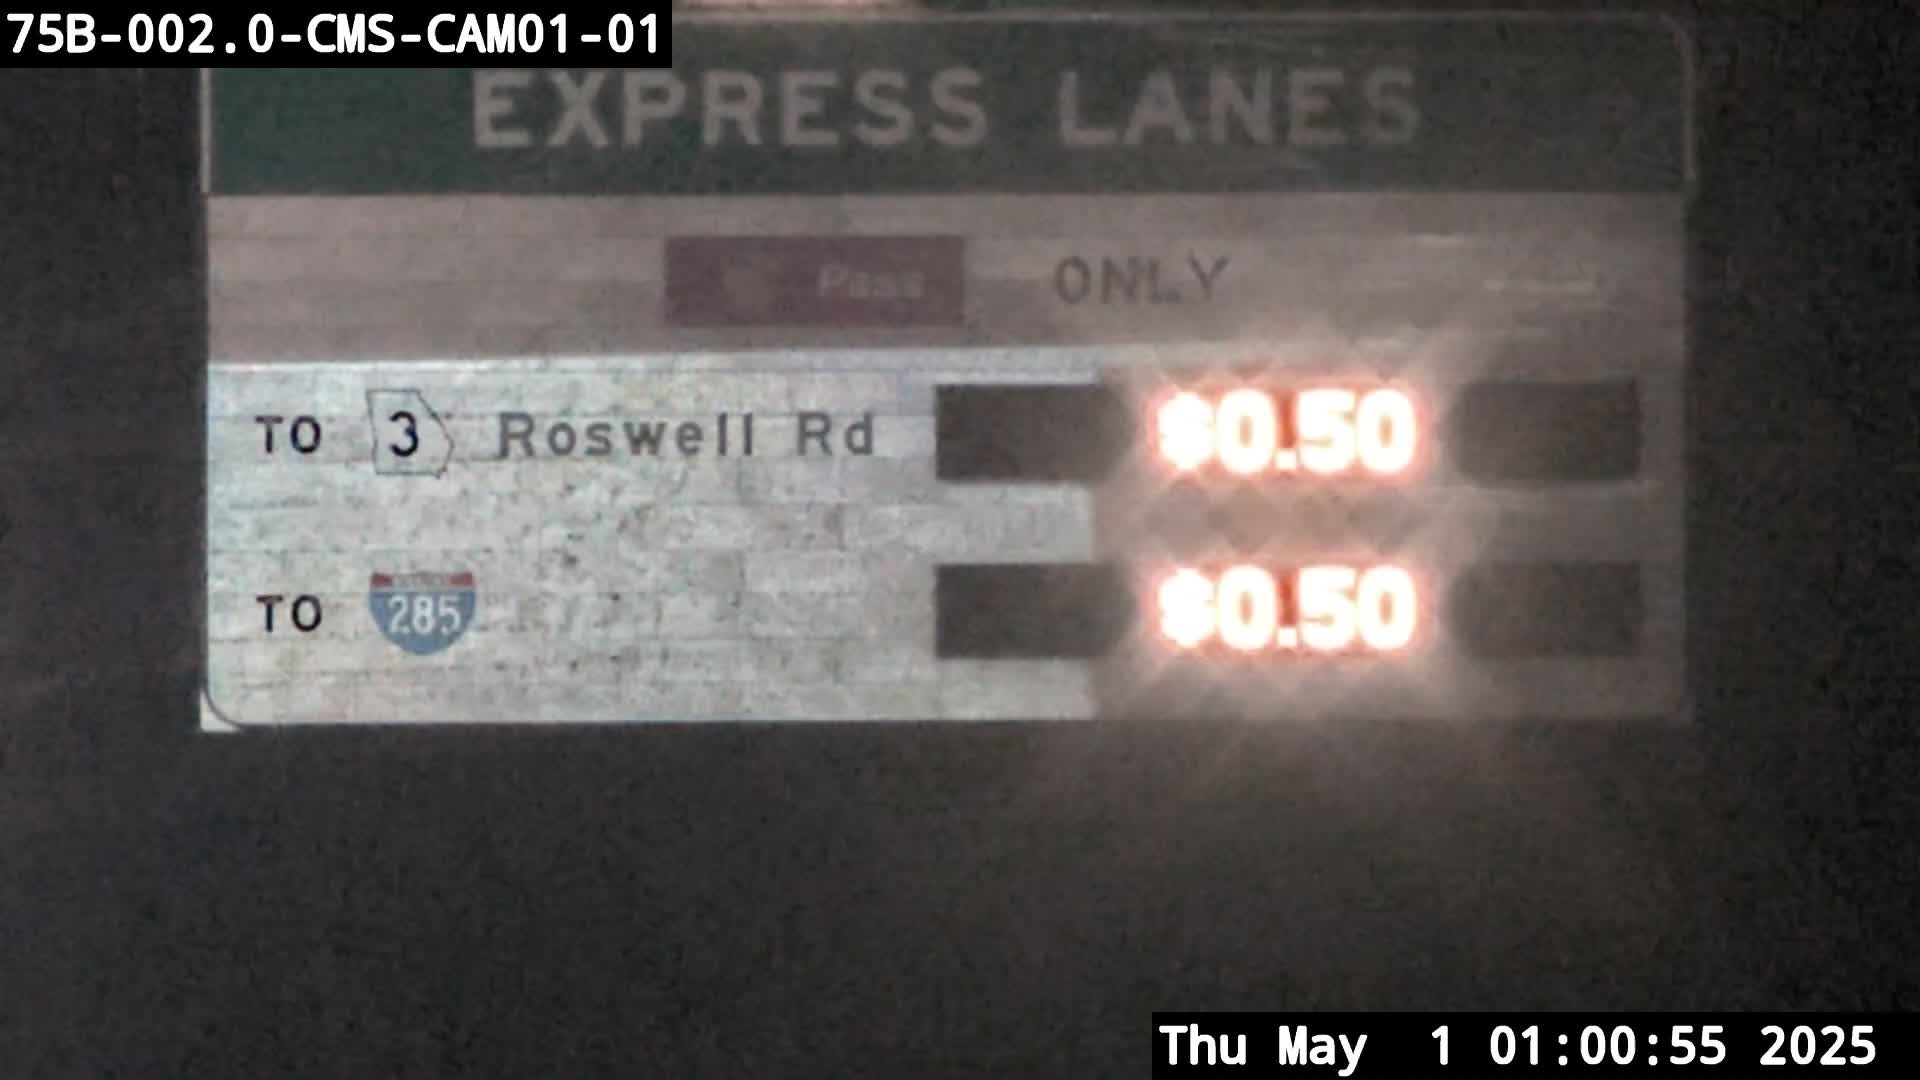 75B-002.0-CMS-CAM01-01
EXPRESS LANES
Pass ONLY
TO 3 Roswell Rd $0.50
TO 285 $0.50
Thu May 1 01:00:55 2025